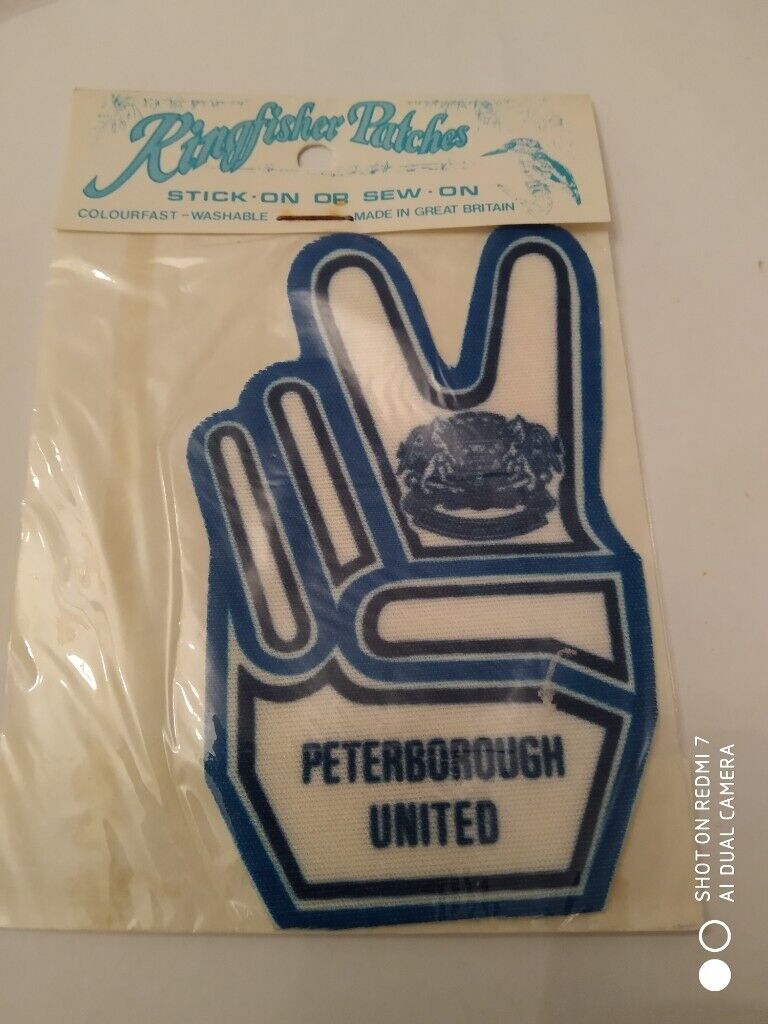 Kingfisher Patches
STICK·ON OR SEW·ON
COLOURFAST-WASHABLE MADE IN GREAT BRITAIN
PETERBOROUGH
UNITED
SHOT ON REDMI 7
AI DUAL CAMERA